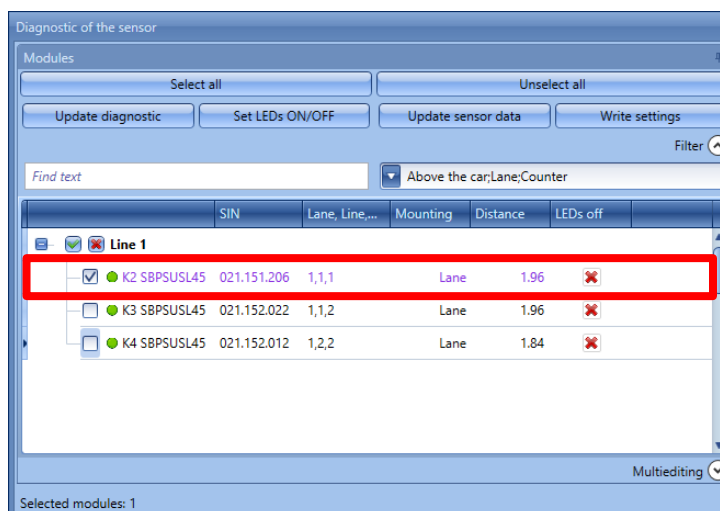 Diagnostic of the sensor
Modules
Select all Unselect all
Update diagnostic Set LEDs ON/OFF Update sensor data Write settings
Filter
Find text Above the car;Lane;Counter
SIN Lane, Line,... Mounting Distance LEDs off
Line 1
K2 SBPSUSL45 021.151.206 1,1,1 Lane 1.96
K3 SBPSUSL45 021.152.022 1,1,2 Lane 1.96
K4 SBPSUSL45 021.152.012 1,2,2 Lane 1.84
Multiediting
Selected modules: 1